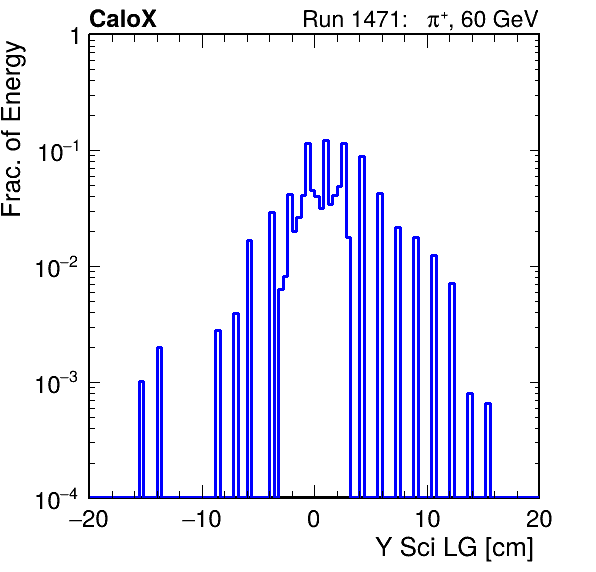 CaloX Run 1471: π⁺, 60 GeV
Frac. of Energy
1
10⁻¹
10⁻²
10⁻³
10⁻⁴
−20 −10 0 10 20
Y Sci LG [cm]